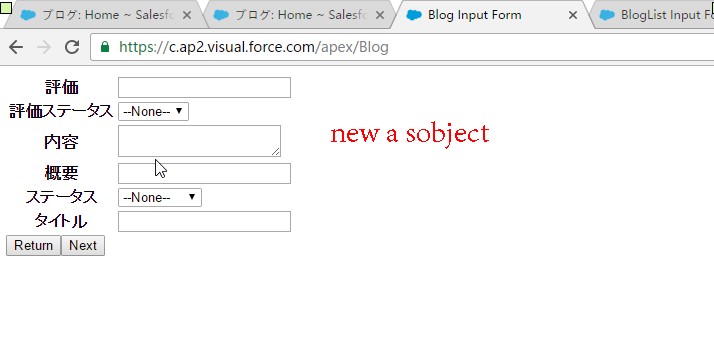 ブログ: Home ~ Salesfo
ブログ: Home ~ Salesfo
Blog Input Form
BlogList Input Fo
https://c.ap2.visual.force.com/apex/Blog
評価
評価ステータス --None--
内容
new a sobject
概要
ステータス --None--
タイトル
Return Next